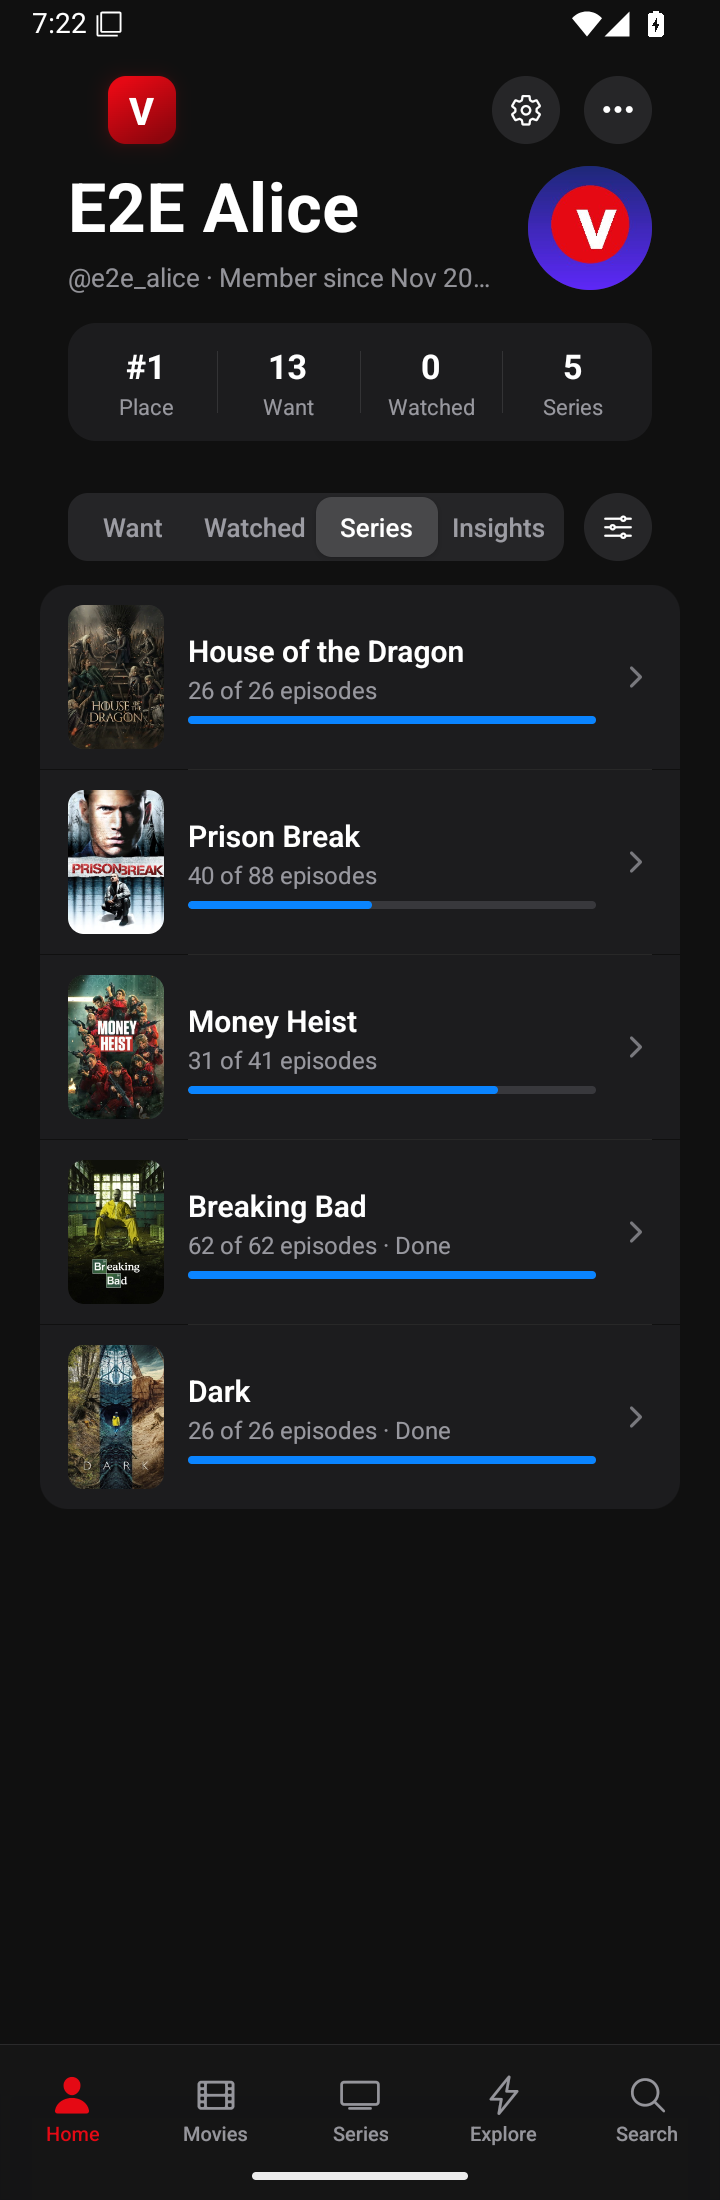 7:22
V
E2E Alice
V
@e2e_alice · Member since Nov 20...
#1
13
0
5
Place
Want
Watched
Series
Want
Watched
Series
Insights
HOUSE OF THE
DRAGON
House of the Dragon
26 of 26 episodes
PRISON BREAK
Prison Break
40 of 88 episodes
MONEY
HEIST
Money Heist
31 of 41 episodes
Breaking
Bad
Breaking Bad
62 of 62 episodes · Done
DARK
Dark
26 of 26 episodes · Done
Home
Movies
Series
Explore
Search